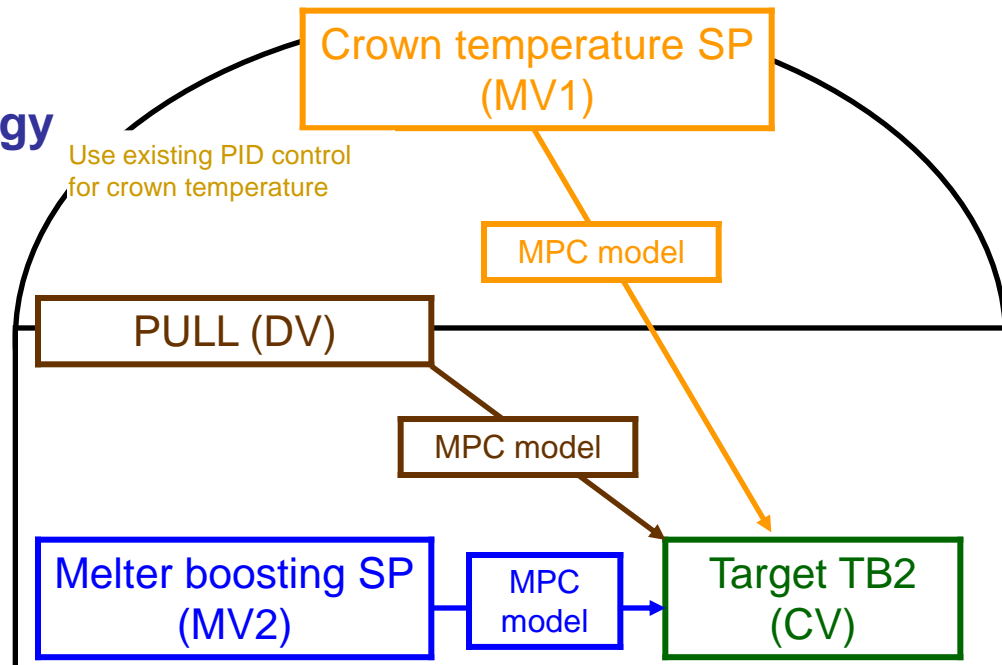 Crown temperature SP
(MV1)
gy
Use existing PID control
for crown temperature
MPC model
PULL (DV)
MPC model
Melter boosting SP
(MV2)
MPC
model
Target TB2
(CV)